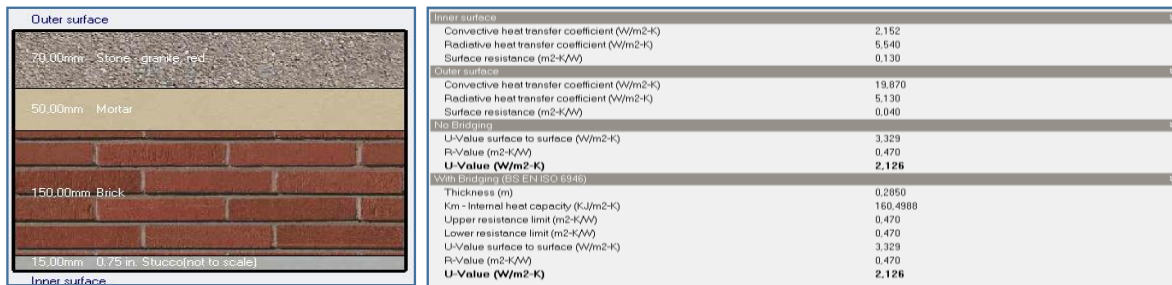 Outer surface
70,00mm Stone - granite, red
50,00mm Mortar
150,00mm Brick
15,00mm 0.75 in. Stucco(not to scale)
Inner surface
Inner surface
Convective heat transfer coefficient (W/m2-K) 2,152
Radiative heat transfer coefficient (W/m2-K) 5,540
Surface resistance (m2-K/W) 0,130
Outer surface
Convective heat transfer coefficient (W/m2-K) 19,870
Radiative heat transfer coefficient (W/m2-K) 5,130
Surface resistance (m2-K/W) 0,040
No Bridging
U-Value surface to surface (W/m2-K) 3,329
R-Value (m2-K/W) 0,470
U-Value (W/m2-K) 2,126
With Bridging (BS EN ISO 6946)
Thickness (m) 0,2850
Km - Internal heat capacity (KJ/m2-K) 160,4988
Upper resistance limit (m2-K/W) 0,470
Lower resistance limit (m2-K/W) 0,470
U-Value surface to surface (W/m2-K) 3,329
R-Value (m2-K/W) 0,470
U-Value (W/m2-K) 2,126